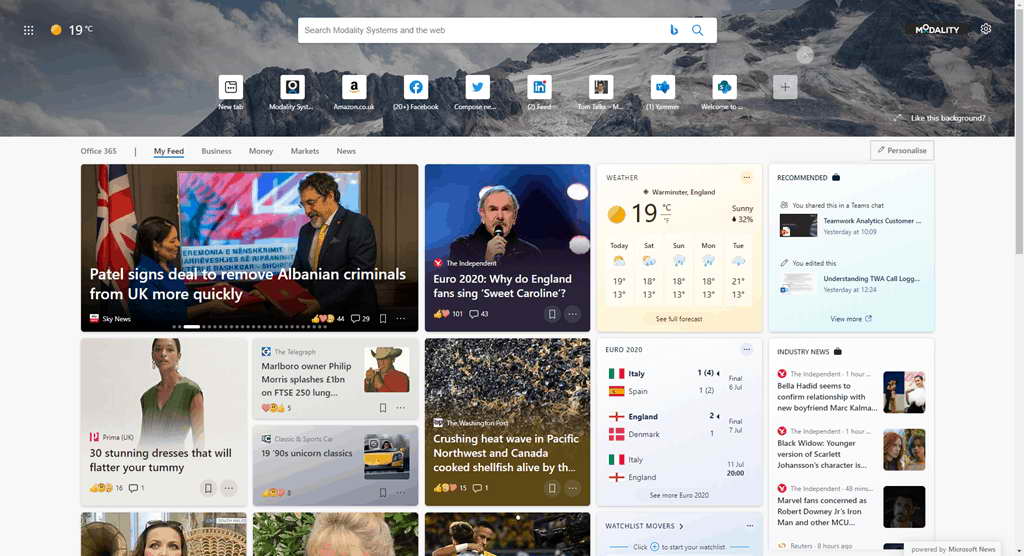 19 °C
Search Modality Systems and the web
MODALITY
New tab
Modality Syst...
Amazon.co.uk
(20+) Facebook
Compose ne...
(2) Feed
Tom Talks - M...
(1) Yammer
Welcome to ...
Like this background?
Office 365 | My Feed Business Money Markets News
Personalise
CEREMONIA E NËNSHKRIMIT
Patel signs deal to remove Albanian criminals
from UK more quickly
Sky News
44 29
The Independent
Euro 2020: Why do England
fans sing ‘Sweet Caroline’?
101 43
WEATHER
Warminster, England
19 °C
°F
Sunny
32%
Today Sat Sun Mon Tue
19° 18° 18° 18° 21°
13° 13° 13° 13° 13°
See full forecast
RECOMMENDED
You shared this in a Teams chat
Teamwork Analytics Customer ...
Yesterday at 10:09
You edited this
Understanding TWA Call Logg...
Yesterday at 12:24
View more
Prima (UK)
30 stunning dresses that will
flatter your tummy
16 1
The Telegraph
Marlboro owner Philip
Morris splashes £1bn
on FTSE 250 lung...
5
Classic & Sports Car
19 ’90s unicorn classics
8
The Washington Post
Crushing heat wave in Pacific
Northwest and Canada
cooked shellfish alive by th...
15 1
EURO 2020
Italy 1 (4)
Spain 1 (2)
Final
6 Jul
England 2
Denmark 1
Final
7 Jul
Italy
England
11 Jul
20:00
See more Euro 2020
INDUSTRY NEWS
The Independent · 1 hour ...
Bella Hadid seems to
confirm relationship with
new boyfriend Marc Kalma...
The Independent · 1 hour ...
Black Widow: Younger
version of Scarlett
Johansson’s character is...
The Independent · 48 mins...
Marvel fans concerned as
Robert Downey Jr’s Iron
Man and other MCU...
Reuters · 8 hours ago
WATCHLIST MOVERS
Click + to start your watchlist
powered by Microsoft News